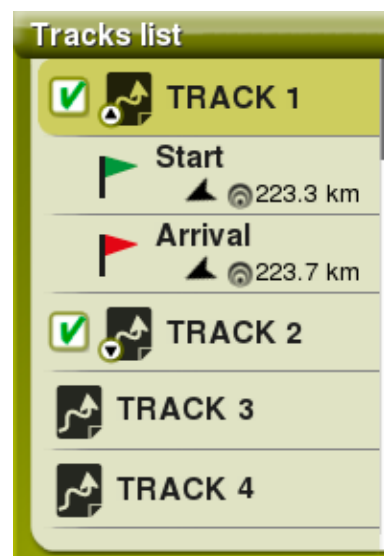 Tracks list
TRACK 1
Start
223.3 km
Arrival
223.7 km
TRACK 2
TRACK 3
TRACK 4